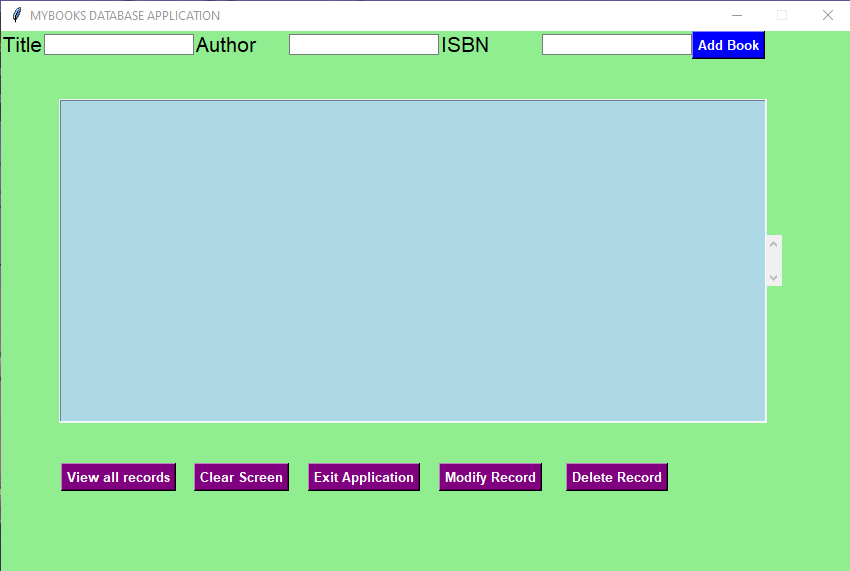 MYBOOKS DATABASE APPLICATION
Title Author ISBN Add Book
View all records Clear Screen Exit Application Modify Record Delete Record